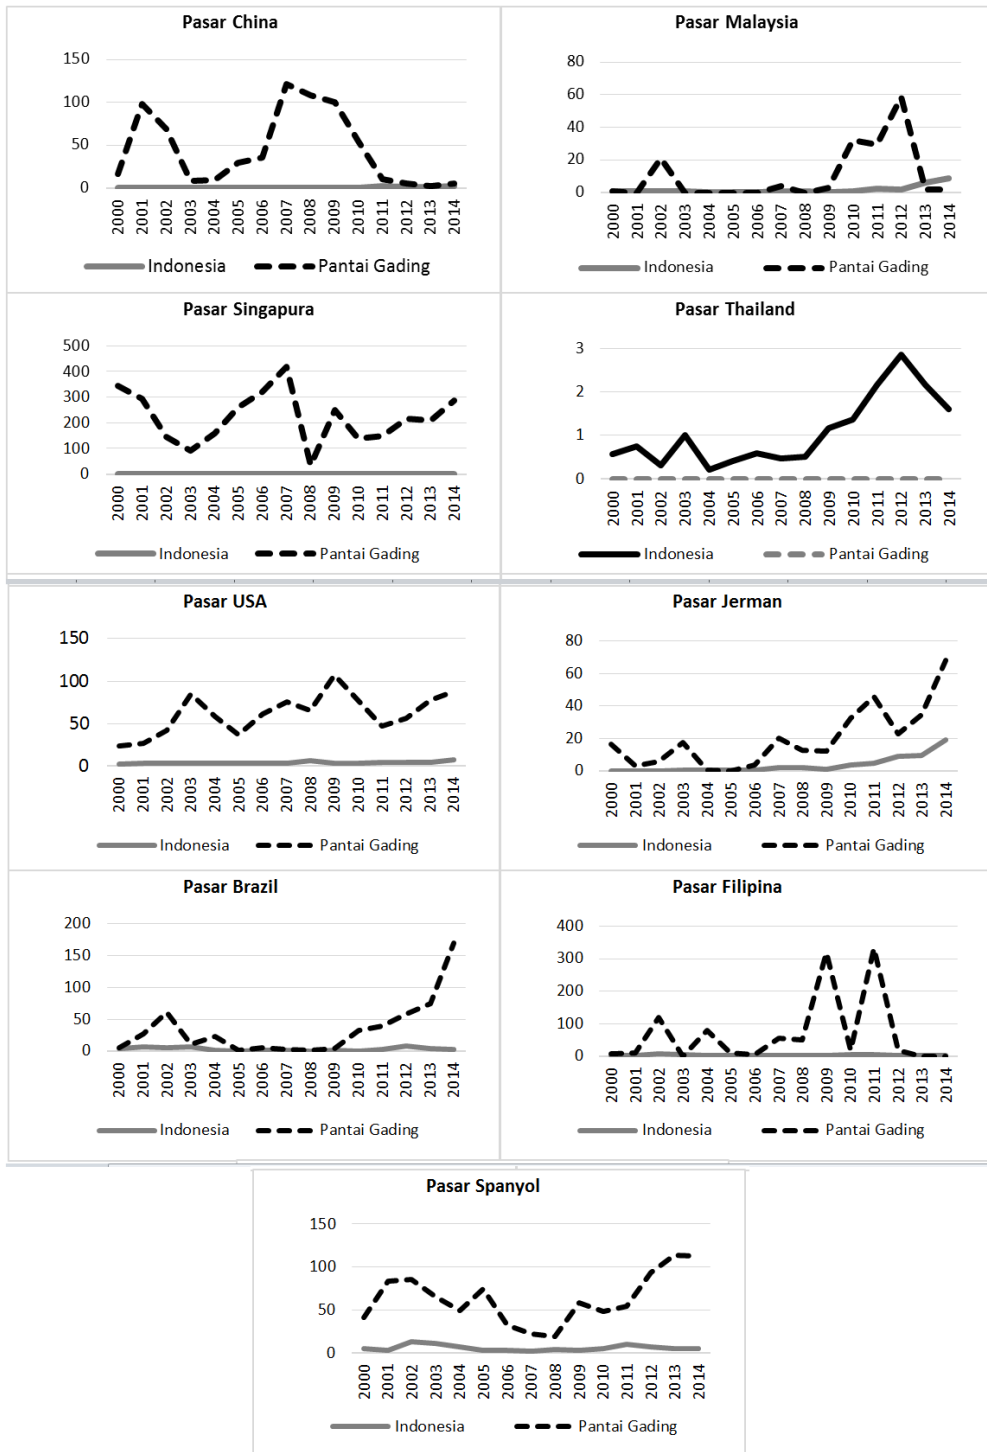 Pasar China
150
100
50
0
2000 2001 2002 2003 2004 2005 2006 2007 2008 2009 2010 2011 2012 2013 2014
Indonesia Pantai Gading
Pasar Malaysia
80
60
40
20
0
2000 2001 2002 2003 2004 2005 2006 2007 2008 2009 2010 2011 2012 2013 2014
Indonesia Pantai Gading
Pasar Singapura
500
400
300
200
100
0
2000 2001 2002 2003 2004 2005 2006 2007 2008 2009 2010 2011 2012 2013 2014
Indonesia Pantai Gading
Pasar Thailand
3
2
1
0
2000 2001 2002 2003 2004 2005 2006 2007 2008 2009 2010 2011 2012 2013 2014
Indonesia Pantai Gading
Pasar USA
150
100
50
0
2000 2001 2002 2003 2004 2005 2006 2007 2008 2009 2010 2011 2012 2013 2014
Indonesia Pantai Gading
Pasar Jerman
80
60
40
20
0
2000 2001 2002 2003 2004 2005 2006 2007 2008 2009 2010 2011 2012 2013 2014
Indonesia Pantai Gading
Pasar Brazil
200
150
100
50
0
2000 2001 2002 2003 2004 2005 2006 2007 2008 2009 2010 2011 2012 2013 2014
Indonesia Pantai Gading
Pasar Filipina
400
300
200
100
0
2000 2001 2002 2003 2004 2005 2006 2007 2008 2009 2010 2011 2012 2013 2014
Indonesia Pantai Gading
Pasar Spanyol
150
100
50
0
2000 2001 2002 2003 2004 2005 2006 2007 2008 2009 2010 2011 2012 2013 2014
Indonesia Pantai Gading